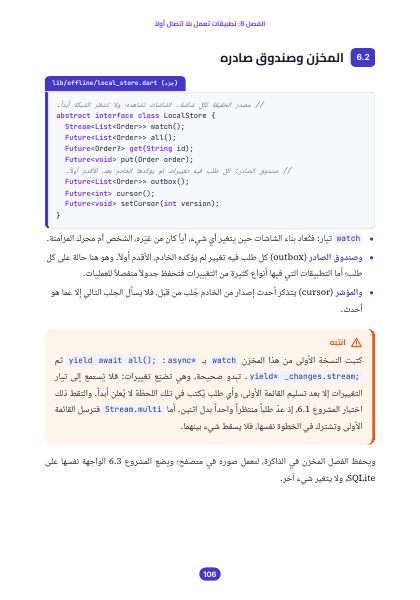 الفصل 6: تطبيقات تعمل بلا اتصال أولاً
6.2 المخزن وصندوق صادره
lib/offline/local_store.dart (جزء)
// مصدر الحقيقة لكل شاشة. الشاشات تشاهده؛ ولا تنتظر الشبكة أبداً.
abstract interface class LocalStore {
Stream<List<Order>> watch();
Future<List<Order>> all();
Future<Order?> get(String id);
Future<void> put(Order order);
// صندوق الصادر: كل طلب فيه تغييرات لم يؤكدها الخادم بعد، الأقدم أولاً.
Future<List<Order>> outbox();
Future<int> cursor();
Future<void> setCursor(int version);
}
• watch تيار: فتُعاد بناء الشاشات حين يتغير أي شيء، أياً كان من غيّره، الشخص أم محرك المزامنة.
• وصندوق الصادر (outbox) كل طلب فيه تغيير لم يؤكده الخادم، الأقدم أولاً. وهو هنا حالة على كل
طلب؛ أما التطبيقات التي فيها أنواع كثيرة من التغييرات فتحفظ جدولاً منفصلاً للعمليات.
• والمؤشر (cursor) يتذكر أحدث إصدار من الخادم جُلب من قبل، فلا يسأل الجلب التالي إلا عما هو
أحدث.
انتبه
كتبت النسخة الأولى من هذا المخزن watch بـ async*: yield await all(); ثم
yield* _changes.stream;. تبدو صحيحة، وهي تضيّع تغييرات: فلا يُستمع إلى تيار
التغييرات إلا بعد تسليم القائمة الأولى، وأي طلب يُكتب في تلك اللحظة لا يُعلن أبداً. والتقط ذلك
اختبار المشروع 6.1، إذ عدّ طلباً منتظراً واحداً بدل اثنين. أما Stream.multi فترسل القائمة
الأولى وتشترك في الخطوة نفسها، فلا يسقط شيء بينهما.
ويحفظ الفصل المخزن في الذاكرة، لتعمل صوره في متصفح؛ ويضع المشروع 6.3 الواجهة نفسها على
SQLite، ولا يتغير شيء آخر.
106